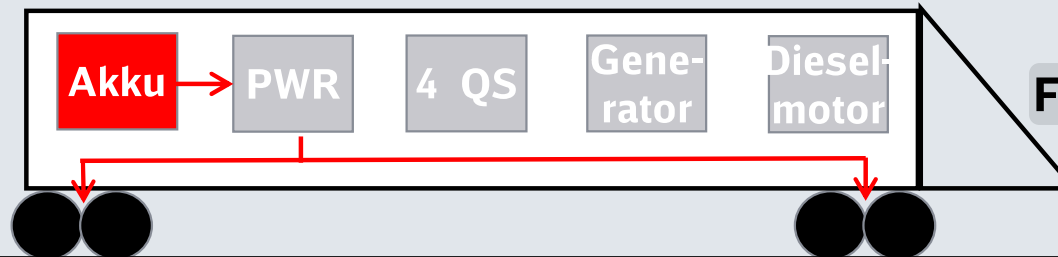 Akku
PWR
4 QS
Gene-
rator
Diesel-
motor
F